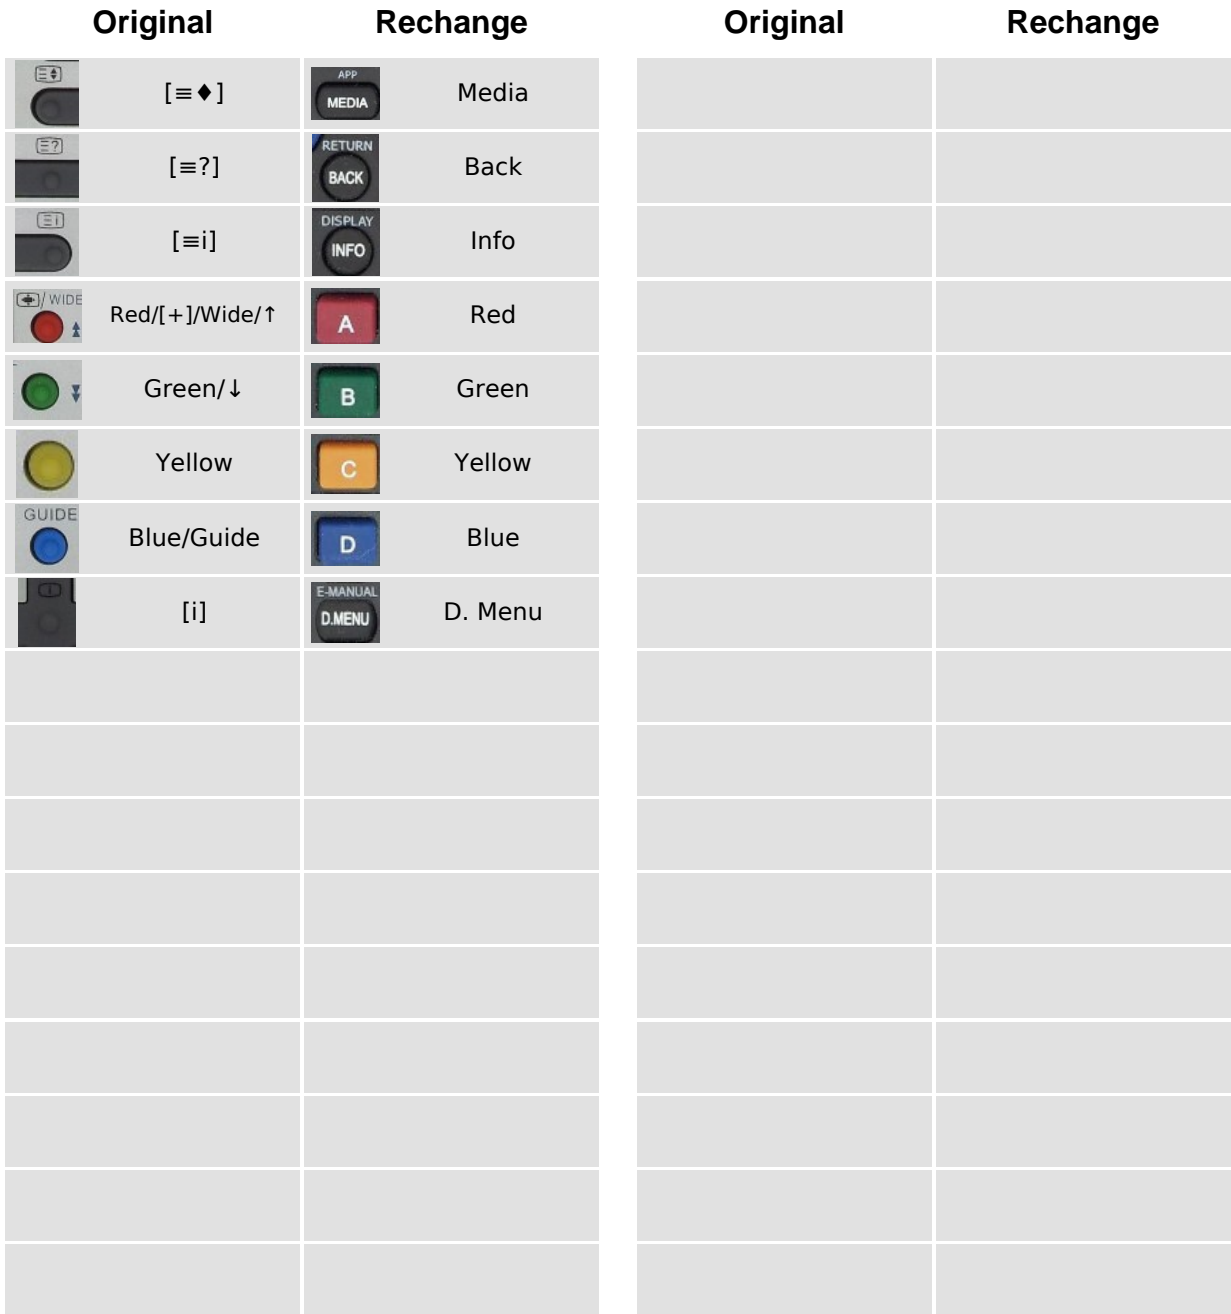 Original Rechange Original Rechange
[≡♦] APP MEDIA Media
[≡?] RETURN BACK Back
[≡i] DISPLAY INFO Info
/WIDE Red/[+]/Wide/↑ A Red
Green/↓ B Green
Yellow C Yellow
GUIDE Blue/Guide D Blue
[i] E-MANUAL D.MENU D. Menu